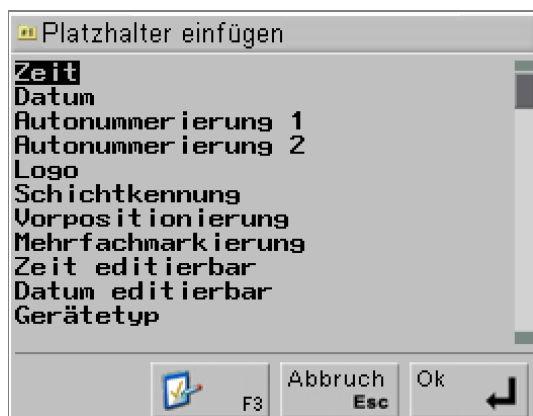 Platzhalter einfügen
Zeit
Datum
Autonummerierung 1
Autonummerierung 2
Logo
Schichtkennung
Vorpositionierung
Mehrfachmarkierung
Zeit editierbar
Datum editierbar
Gerätetyp
F3
Abbruch
Esc
Ok